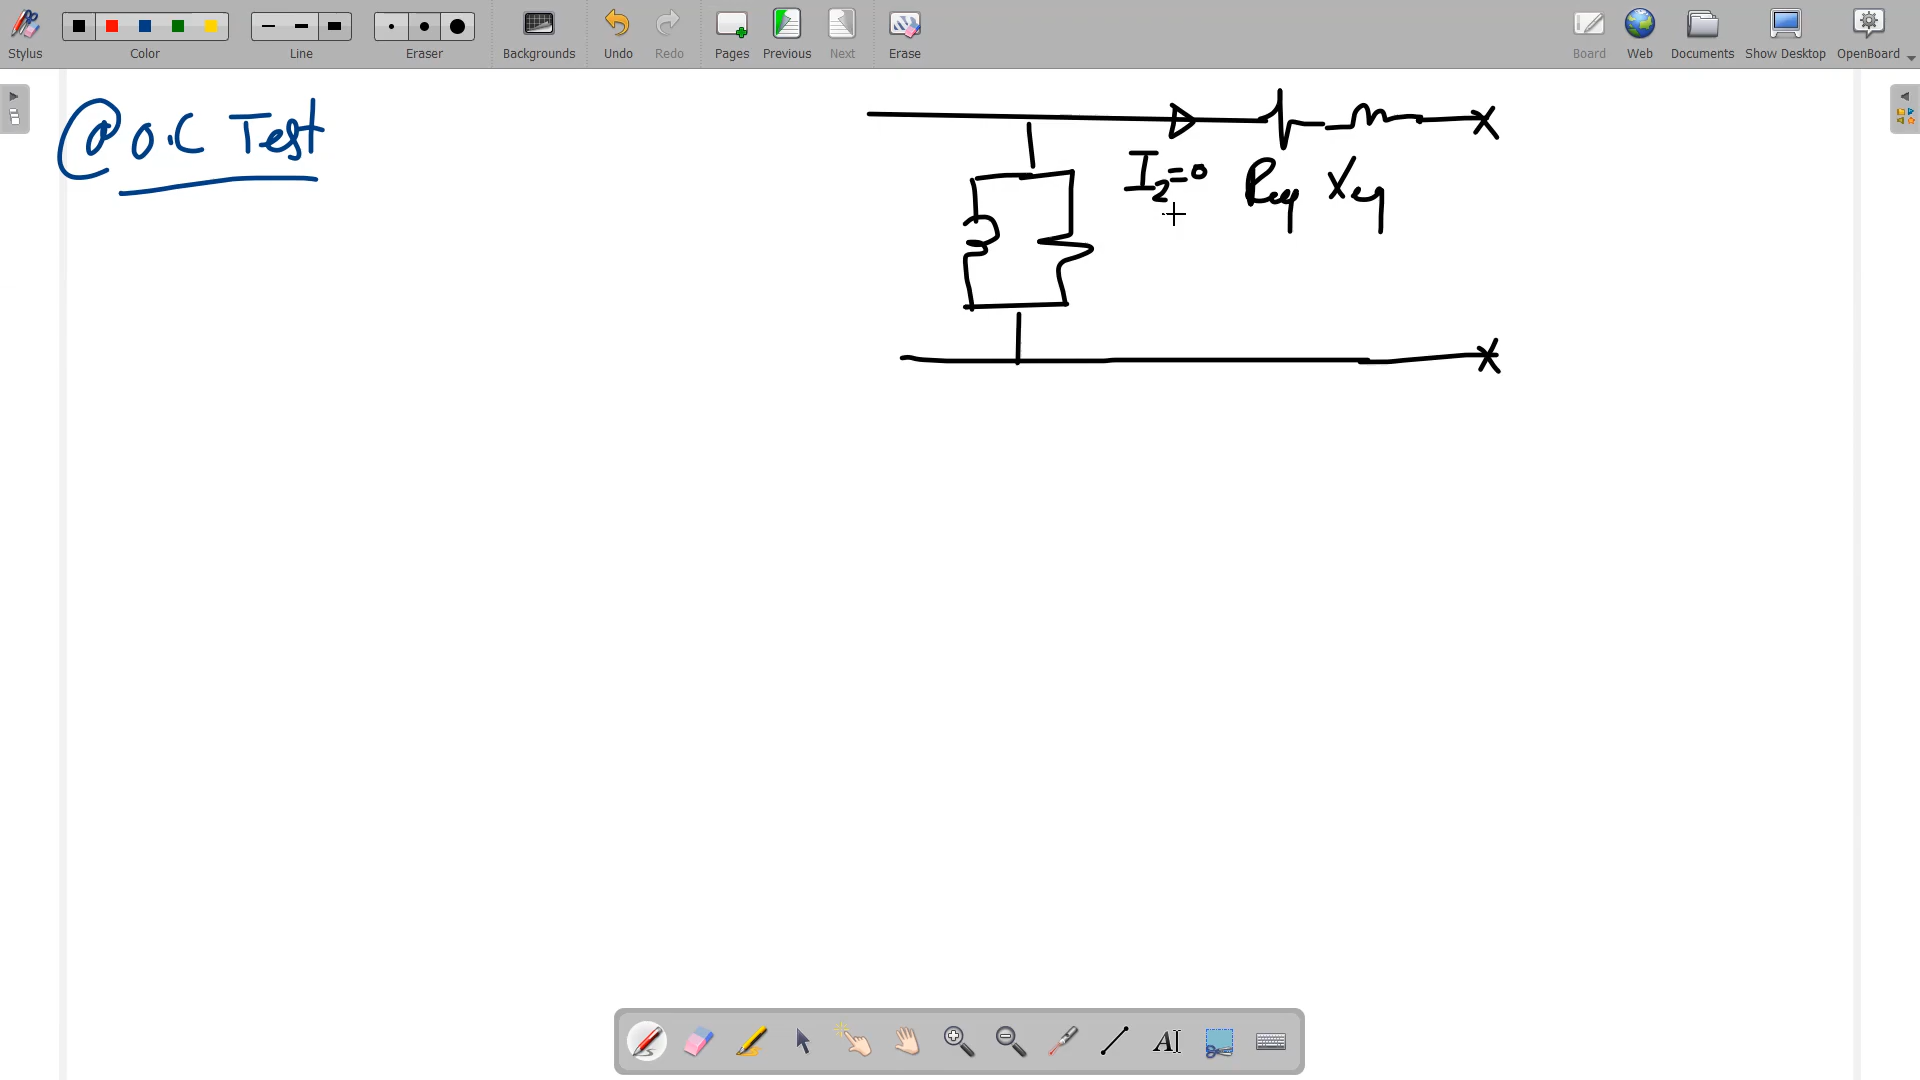 Stylus
Color
Line
Eraser
Backgrounds
Undo
Redo
Pages
Previous
Next
Erase
Board
Web
Documents
Show Desktop
OpenBoard
@ O.C Test
I₂=0 Req Xeq
AI